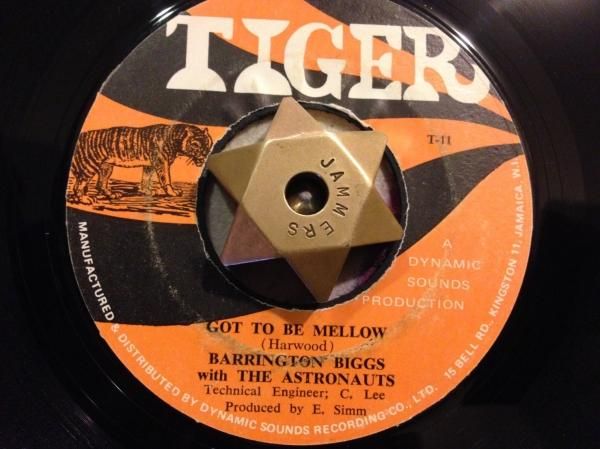 TIGER
T-11
JAMMERS
A
DYNAMIC
SOUNDS
PRODUCTION
GOT TO BE MELLOW
(Harwood)
BARRINGTON BIGGS
with THE ASTRONAUTS
Technical Engineer; C. Lee
Produced by E. Simm
MANUFACTURED & DISTRIBUTED BY DYNAMIC SOUNDS RECORDING CO., LTD. 15 BELL RD., KINGSTON 11, JAMAICA, W.I.